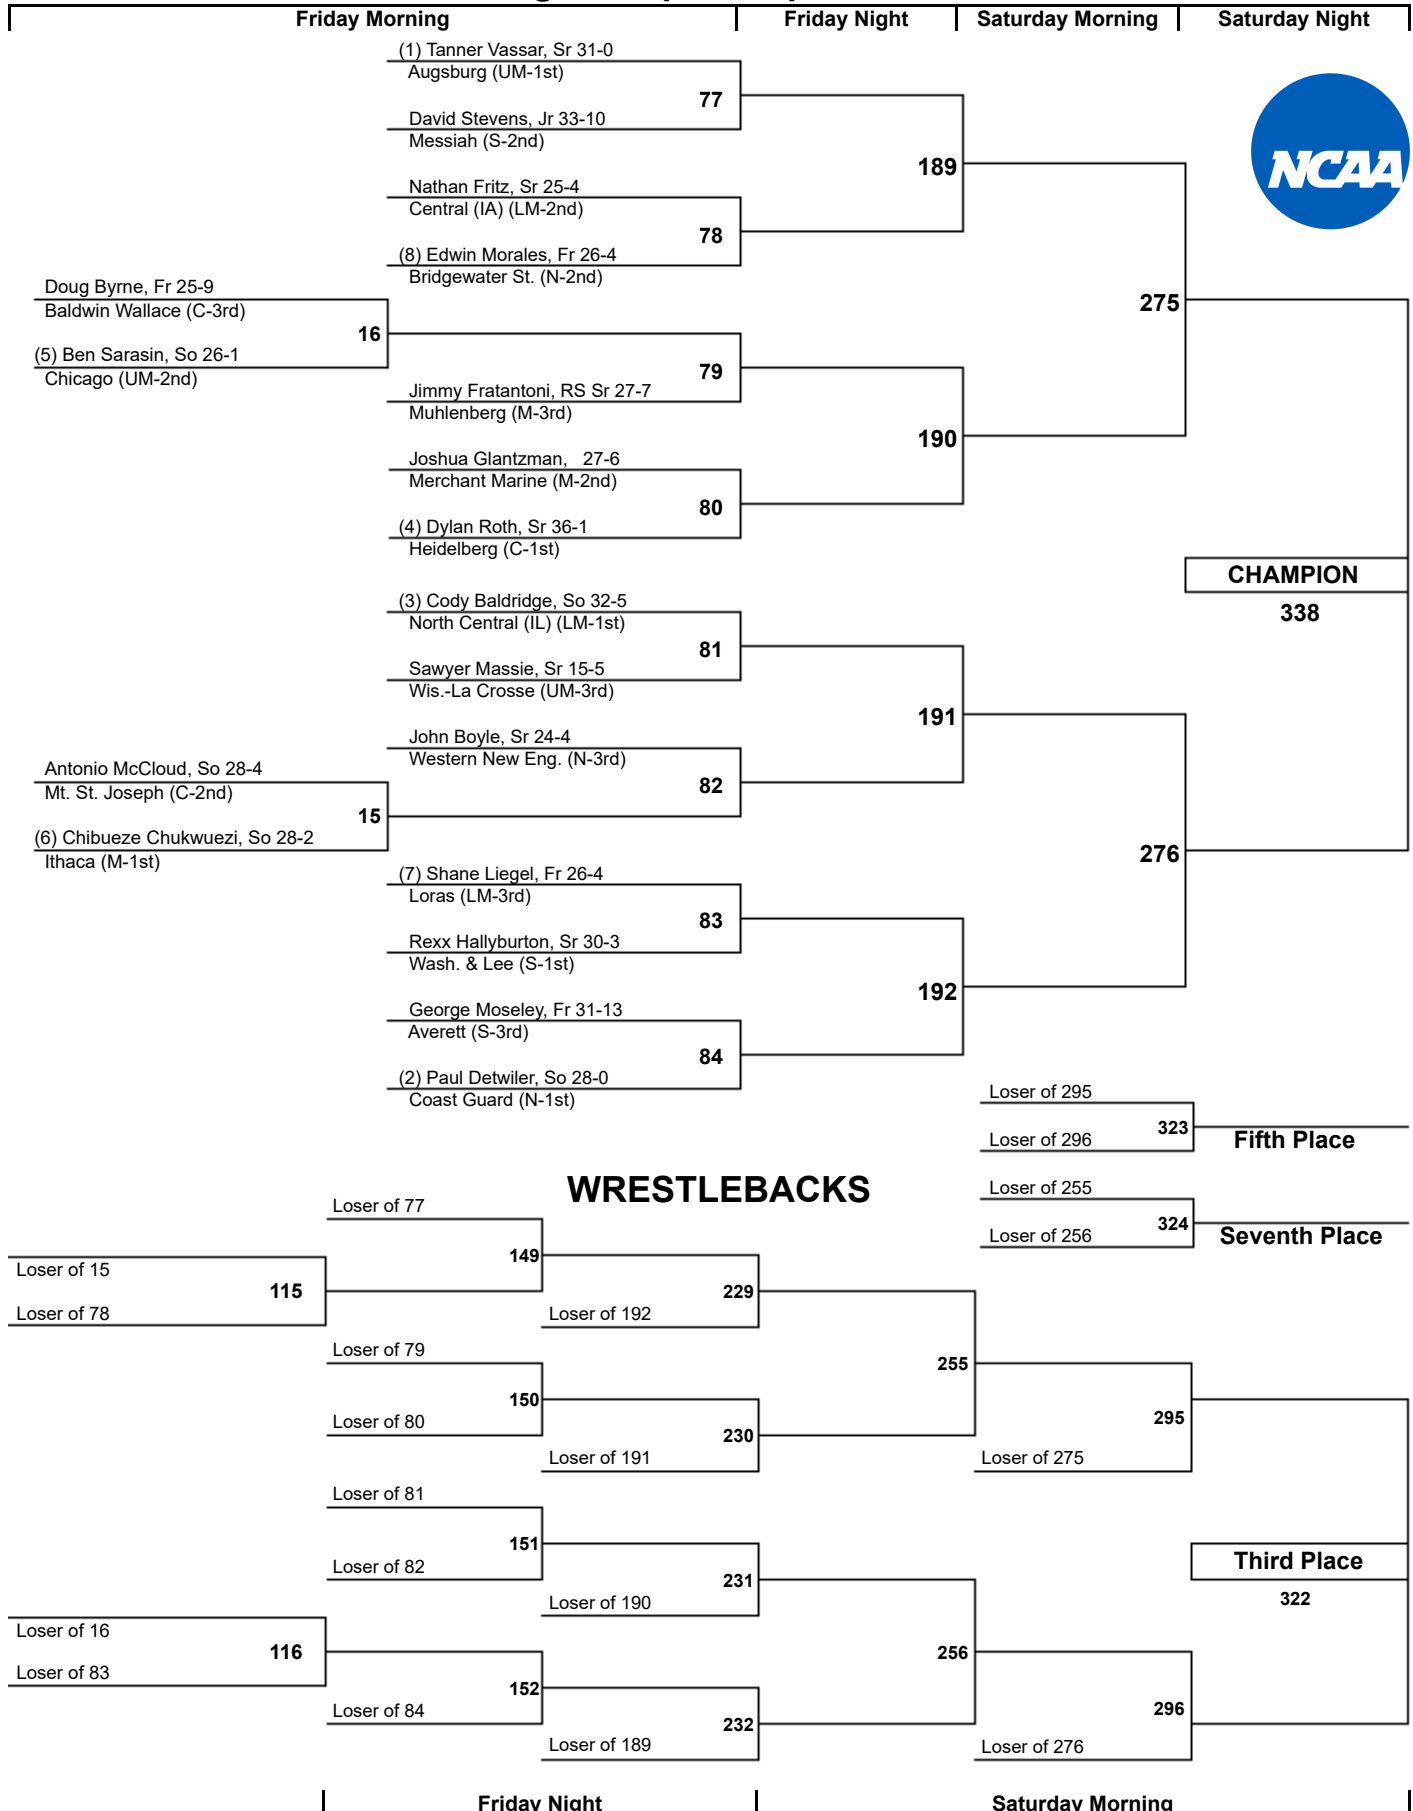 Friday Morning Friday Night Saturday Morning Saturday Night
(1) Tanner Vassar, Sr 31-0
Augsburg (UM-1st)
77
David Stevens, Jr 33-10
Messiah (S-2nd)
189
NCAA
Nathan Fritz, Sr 25-4
Central (IA) (LM-2nd)
78
(8) Edwin Morales, Fr 26-4
Bridgewater St. (N-2nd)
275
Doug Byrne, Fr 25-9
Baldwin Wallace (C-3rd)
16
(5) Ben Sarasin, So 26-1
Chicago (UM-2nd)
79
Jimmy Fratantoni, RS Sr 27-7
Muhlenberg (M-3rd)
190
Joshua Glantzman, 27-6
Merchant Marine (M-2nd)
80
(4) Dylan Roth, Sr 36-1
Heidelberg (C-1st)
CHAMPION
338
(3) Cody Baldridge, So 32-5
North Central (IL) (LM-1st)
81
Sawyer Massie, Sr 15-5
Wis.-La Crosse (UM-3rd)
191
John Boyle, Sr 24-4
Western New Eng. (N-3rd)
82
Antonio McCloud, So 28-4
Mt. St. Joseph (C-2nd)
15
(6) Chibueze Chukwuezi, So 28-2
Ithaca (M-1st)
276
(7) Shane Liegel, Fr 26-4
Loras (LM-3rd)
83
Rexx Hallyburton, Sr 30-3
Wash. & Lee (S-1st)
192
George Moseley, Fr 31-13
Averett (S-3rd)
84
(2) Paul Detwiler, So 28-0
Coast Guard (N-1st)
Loser of 295
323
Fifth Place
Loser of 296
WRESTLEBACKS
Loser of 255
324
Seventh Place
Loser of 256
Loser of 77
149
Loser of 15
115
Loser of 78
229
Loser of 192
Loser of 79
255
150
Loser of 80
230
295
Loser of 191
Loser of 275
Loser of 81
151
Loser of 82
231
Third Place
322
Loser of 190
Loser of 16
116
Loser of 83
256
152
Loser of 84
232
296
Loser of 189
Loser of 276
Friday Night Saturday Morning